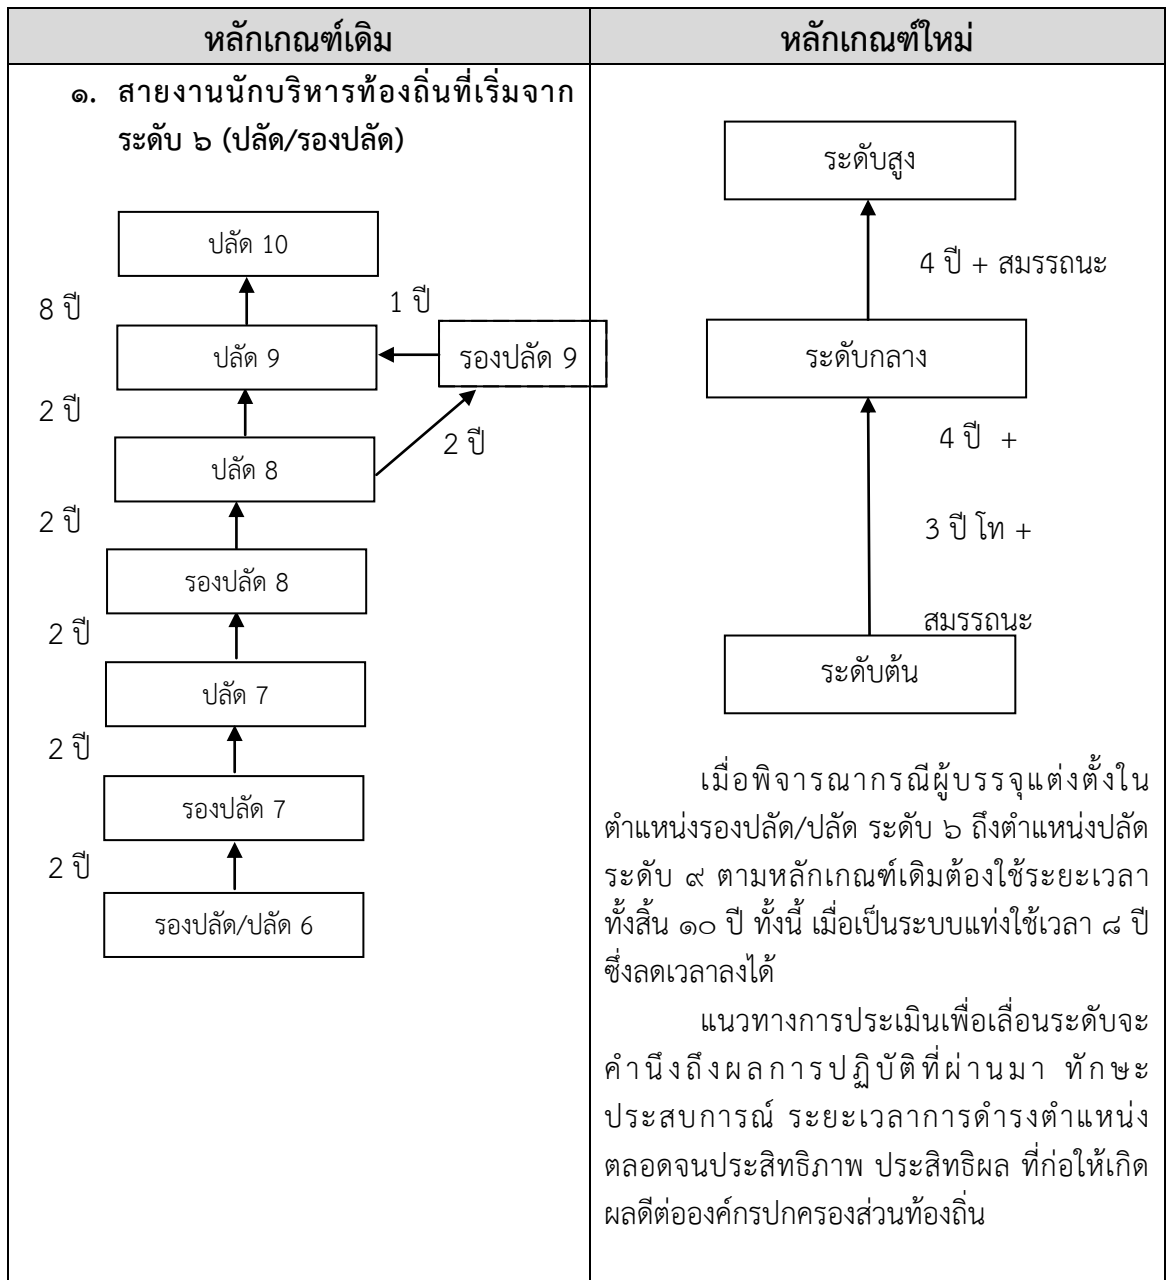 หลักเกณฑ์เดิม
หลักเกณฑ์ใหม่
๑. สายงานนักบริหารท้องถิ่นที่เริ่มจาก
ระดับ ๖ (ปลัด/รองปลัด)
ปลัด 10
8 ปี
1 ปี
ปลัด 9
รองปลัด 9
2 ปี
2 ปี
ปลัด 8
2 ปี
รองปลัด 8
2 ปี
ปลัด 7
2 ปี
รองปลัด 7
2 ปี
รองปลัด/ปลัด 6
ระดับสูง
4 ปี + สมรรถนะ
ระดับกลาง
4 ปี +
3 ปี โท +
สมรรถนะ
ระดับต้น
เมื่อพิจารณากรณีผู้บรรจุแต่งตั้งใน
ตำแหน่งรองปลัด/ปลัด ระดับ ๖ ถึงตำแหน่งปลัด
ระดับ ๙ ตามหลักเกณฑ์เดิมต้องใช้ระยะเวลา
ทั้งสิ้น ๑๐ ปี ทั้งนี้ เมื่อเป็นระบบแท่งใช้เวลา ๘ ปี
ซึ่งลดเวลาลงได้
แนวทางการประเมินเพื่อเลื่อนระดับจะ
คำนึงถึงผลการปฏิบัติที่ผ่านมา ทักษะ
ประสบการณ์ ระยะเวลาการดำรงตำแหน่ง
ตลอดจนประสิทธิภาพ ประสิทธิผล ที่ก่อให้เกิด
ผลดีต่อองค์กรปกครองส่วนท้องถิ่น